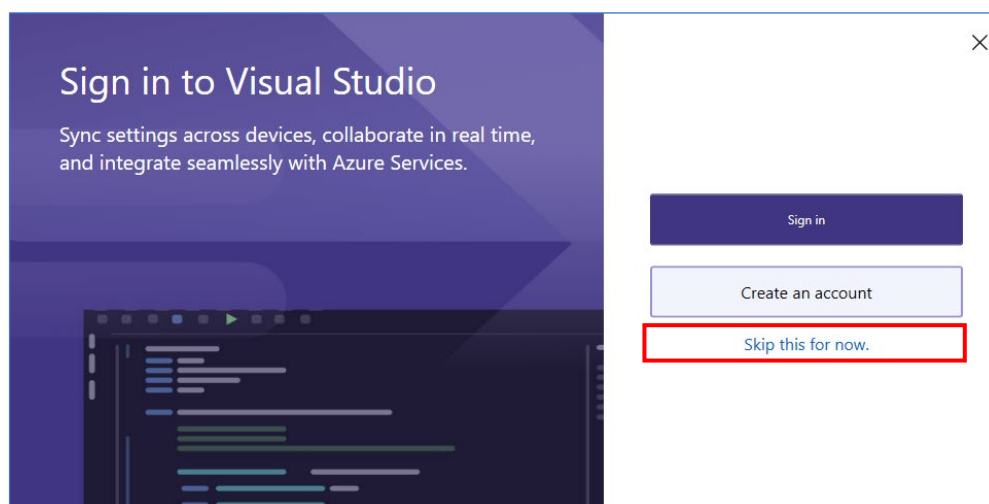 Sign in to Visual Studio
Sync settings across devices, collaborate in real time,
and integrate seamlessly with Azure Services.
Sign in
Create an account
Skip this for now.